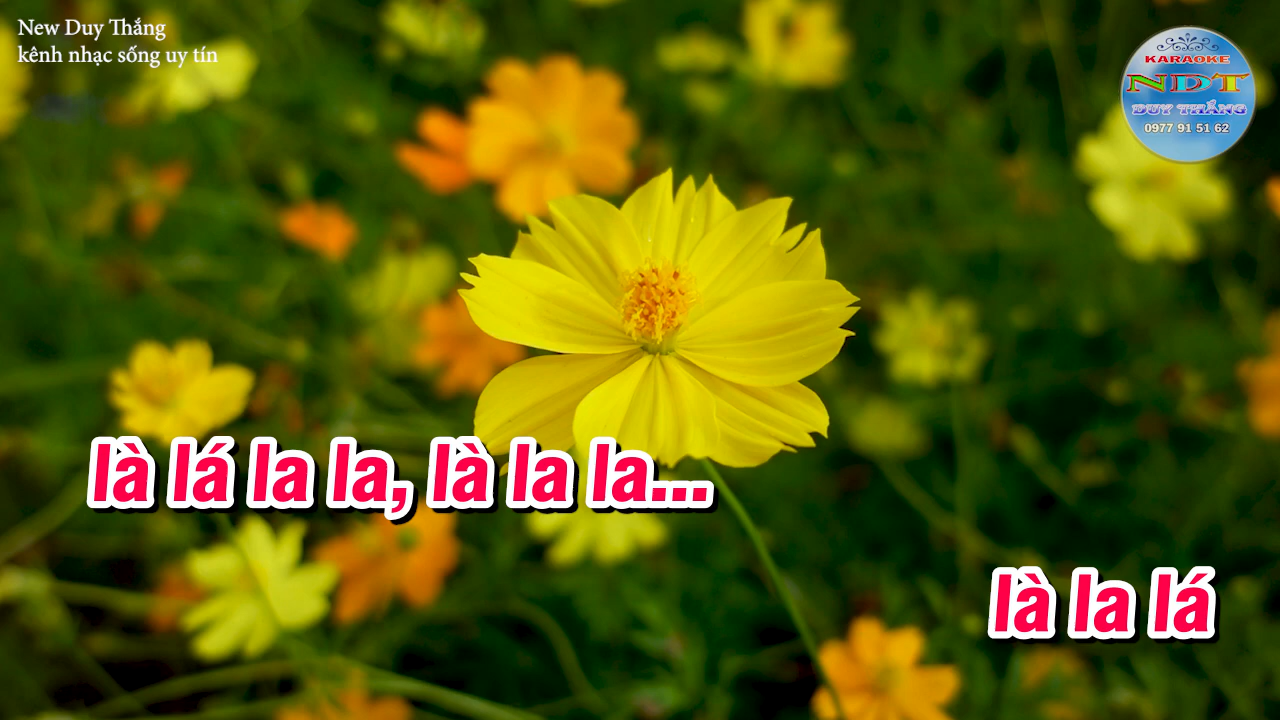 New Duy Thắng
kênh nhạc sống uy tín
KARAOKE
NDT
DUY THẮNG
0977 91 51 62
là lá la la, là la la...
là la lá